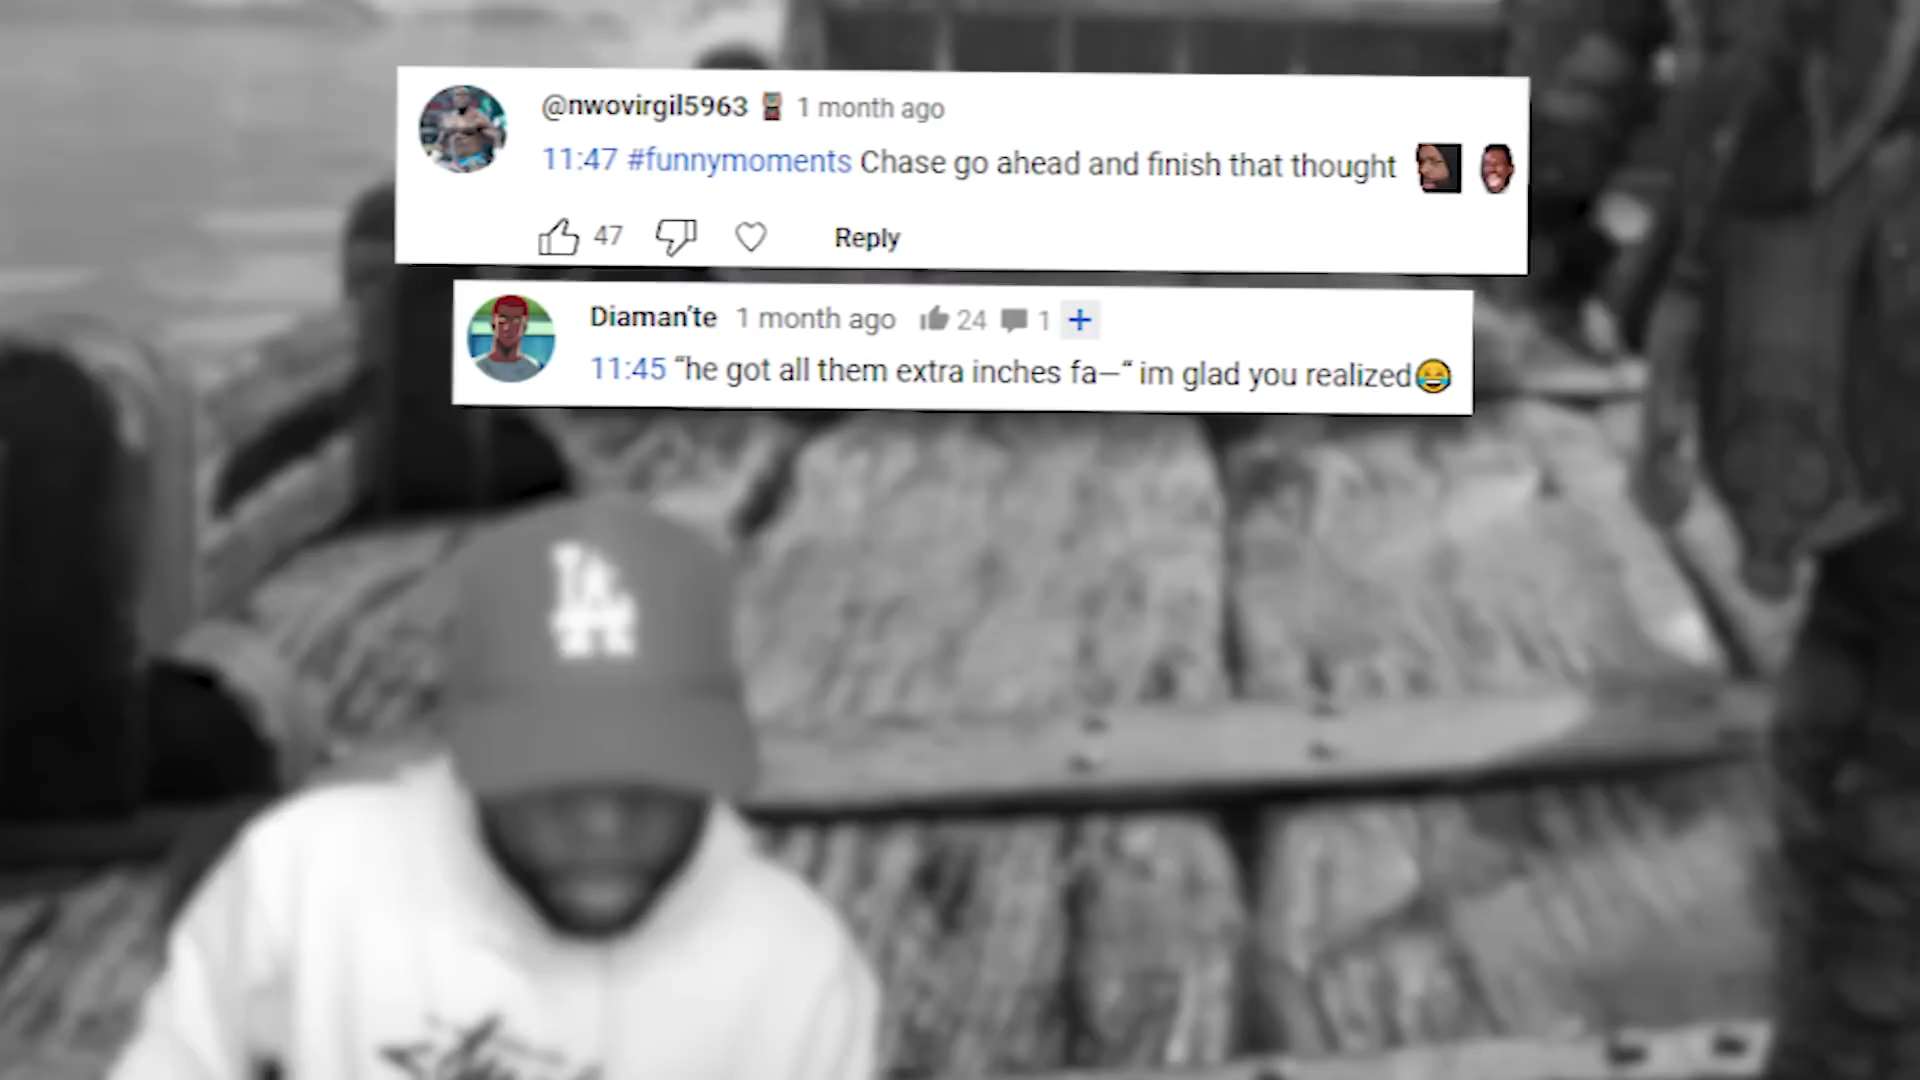 @nwovirgil5963 1 month ago
11:47 #funnymoments Chase go ahead and finish that thought
47 Reply
Diaman'te 1 month ago 24 1 +
11:45 “he got all them extra inches fa—“ im glad you realized😂
LA